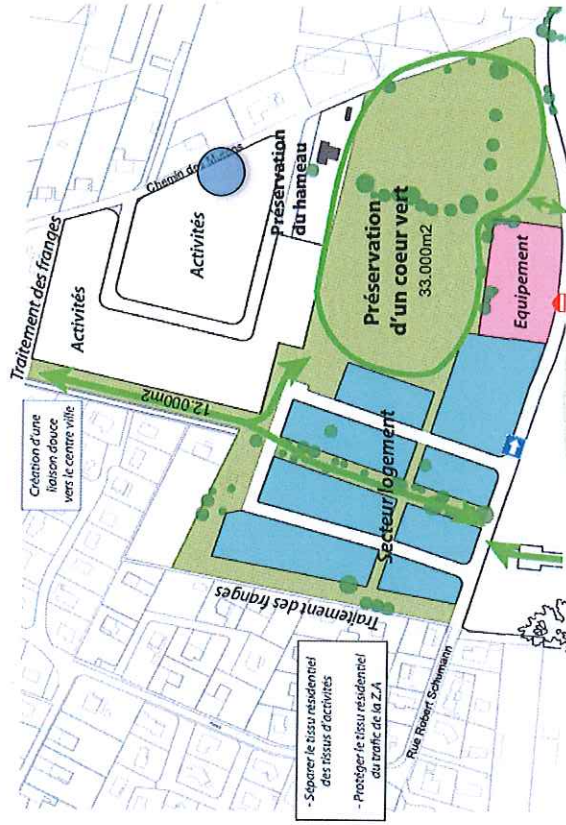 Traitement des franges
Création d'une
liaison douce
vers le centre ville
Activités
12.000m2
Activités
Préservation
du hameau
Préservation
d'un coeur vert
33.000m2
Equipement
Secteur logement
Traitement des franges
- Séparer le tissu résidentiel
des tissus d'activités
- Protéger le tissu résidentiel
du trafic de la Z.A
Rue Robert Schumann
Chemin des